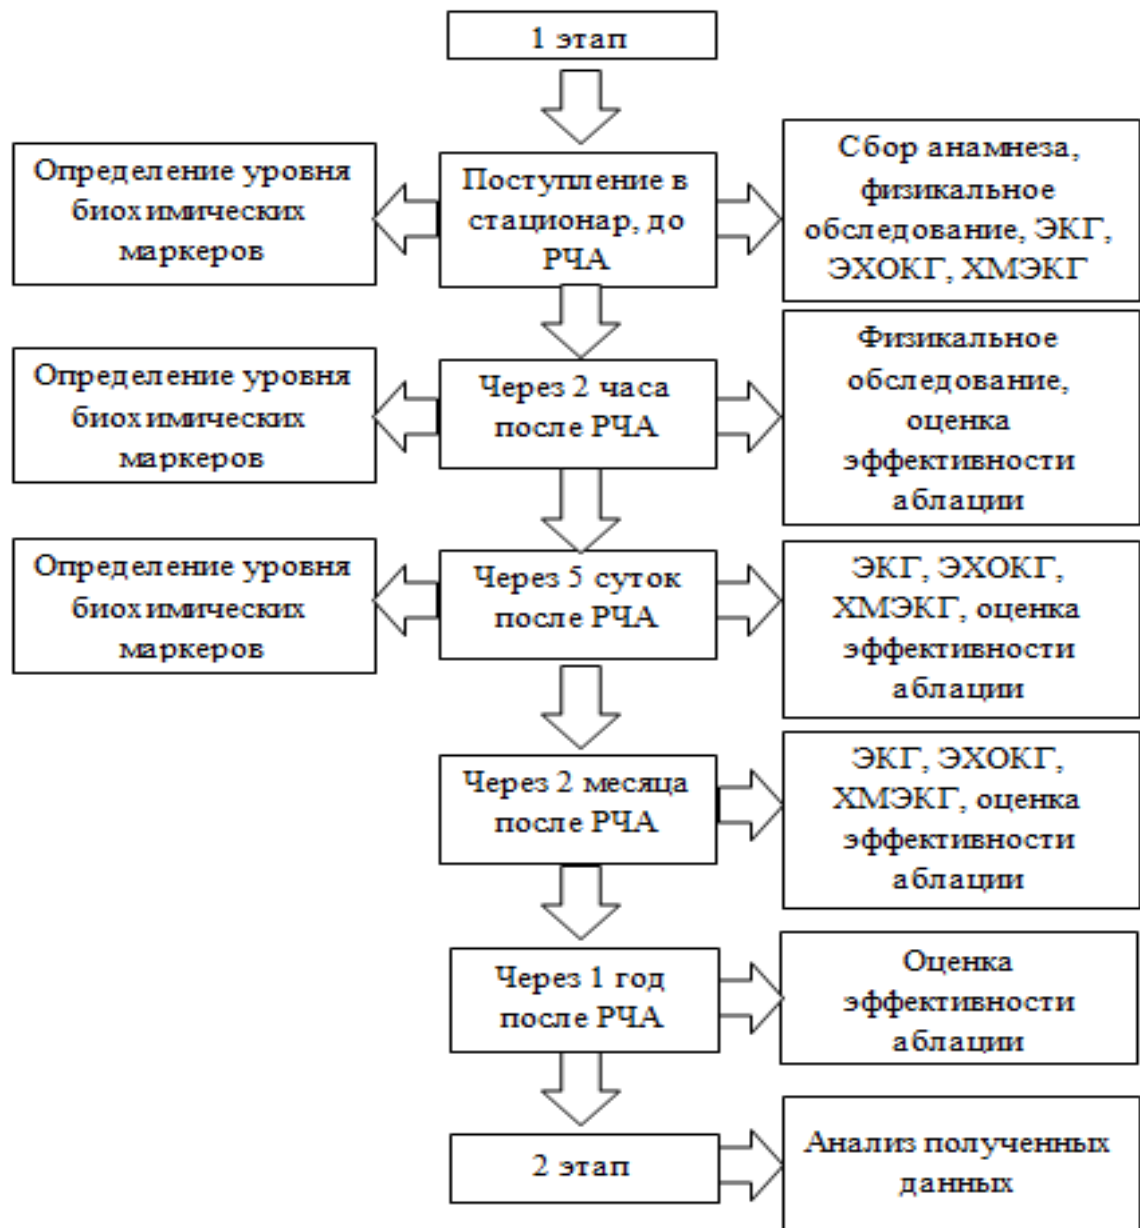 1 этап
Определение уровня
биохимических
маркеров
Поступление в
стационар, до
РЧА
Сбор анамнеза,
физикальное
обследование, ЭКГ,
ЭХОКГ, ХМЭКГ
Определение уровня
биохимических
маркеров
Через 2 часа
после РЧА
Физикальное
обследование,
оценка
эффективности
аблации
Определение уровня
биохимических
маркеров
Через 5 суток
после РЧА
ЭКГ, ЭХОКГ,
ХМЭКГ, оценка
эффективности
аблации
Через 2 месяца
после РЧА
ЭКГ, ЭХОКГ,
ХМЭКГ, оценка
эффективности
аблации
Через 1 год
после РЧА
Оценка
эффективности
аблации
2 этап
Анализ полученных
данных